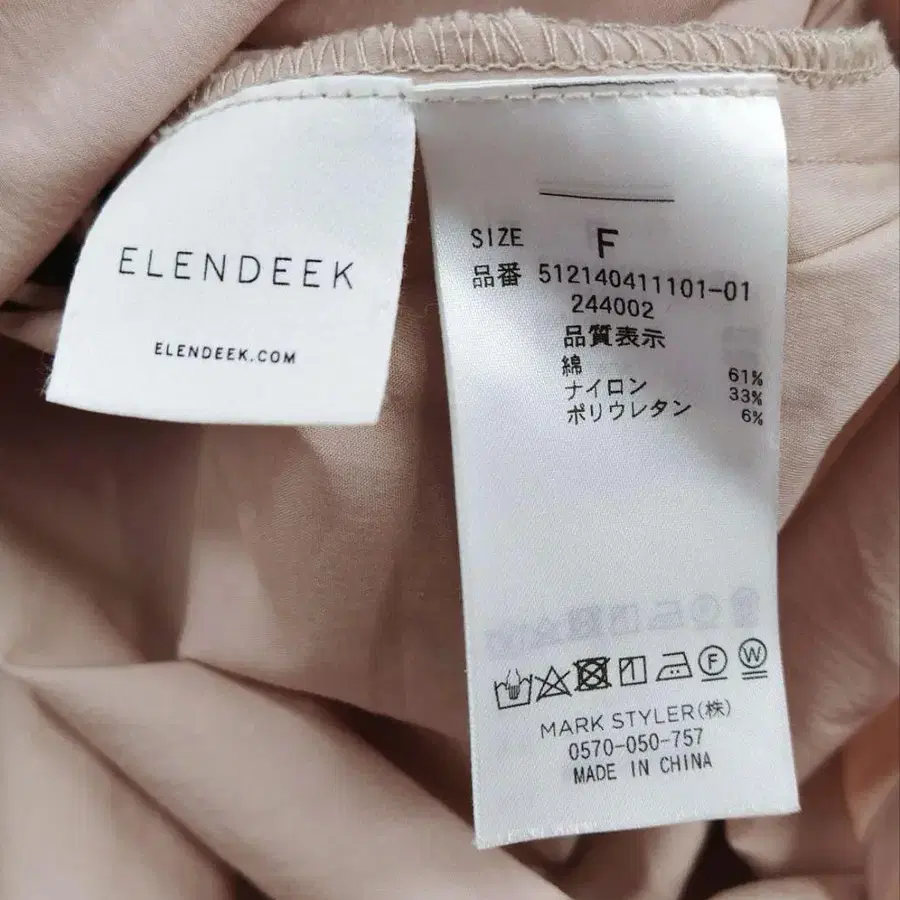 ELENDEEK
ELENDEEK.COM
SIZE F
品番 512140411101-01
244002
品質表示
綿 61%
ナイロン 33%
ポリウレタン 6%
F W
MARK STYLER(株)
0570-050-757
MADE IN CHINA